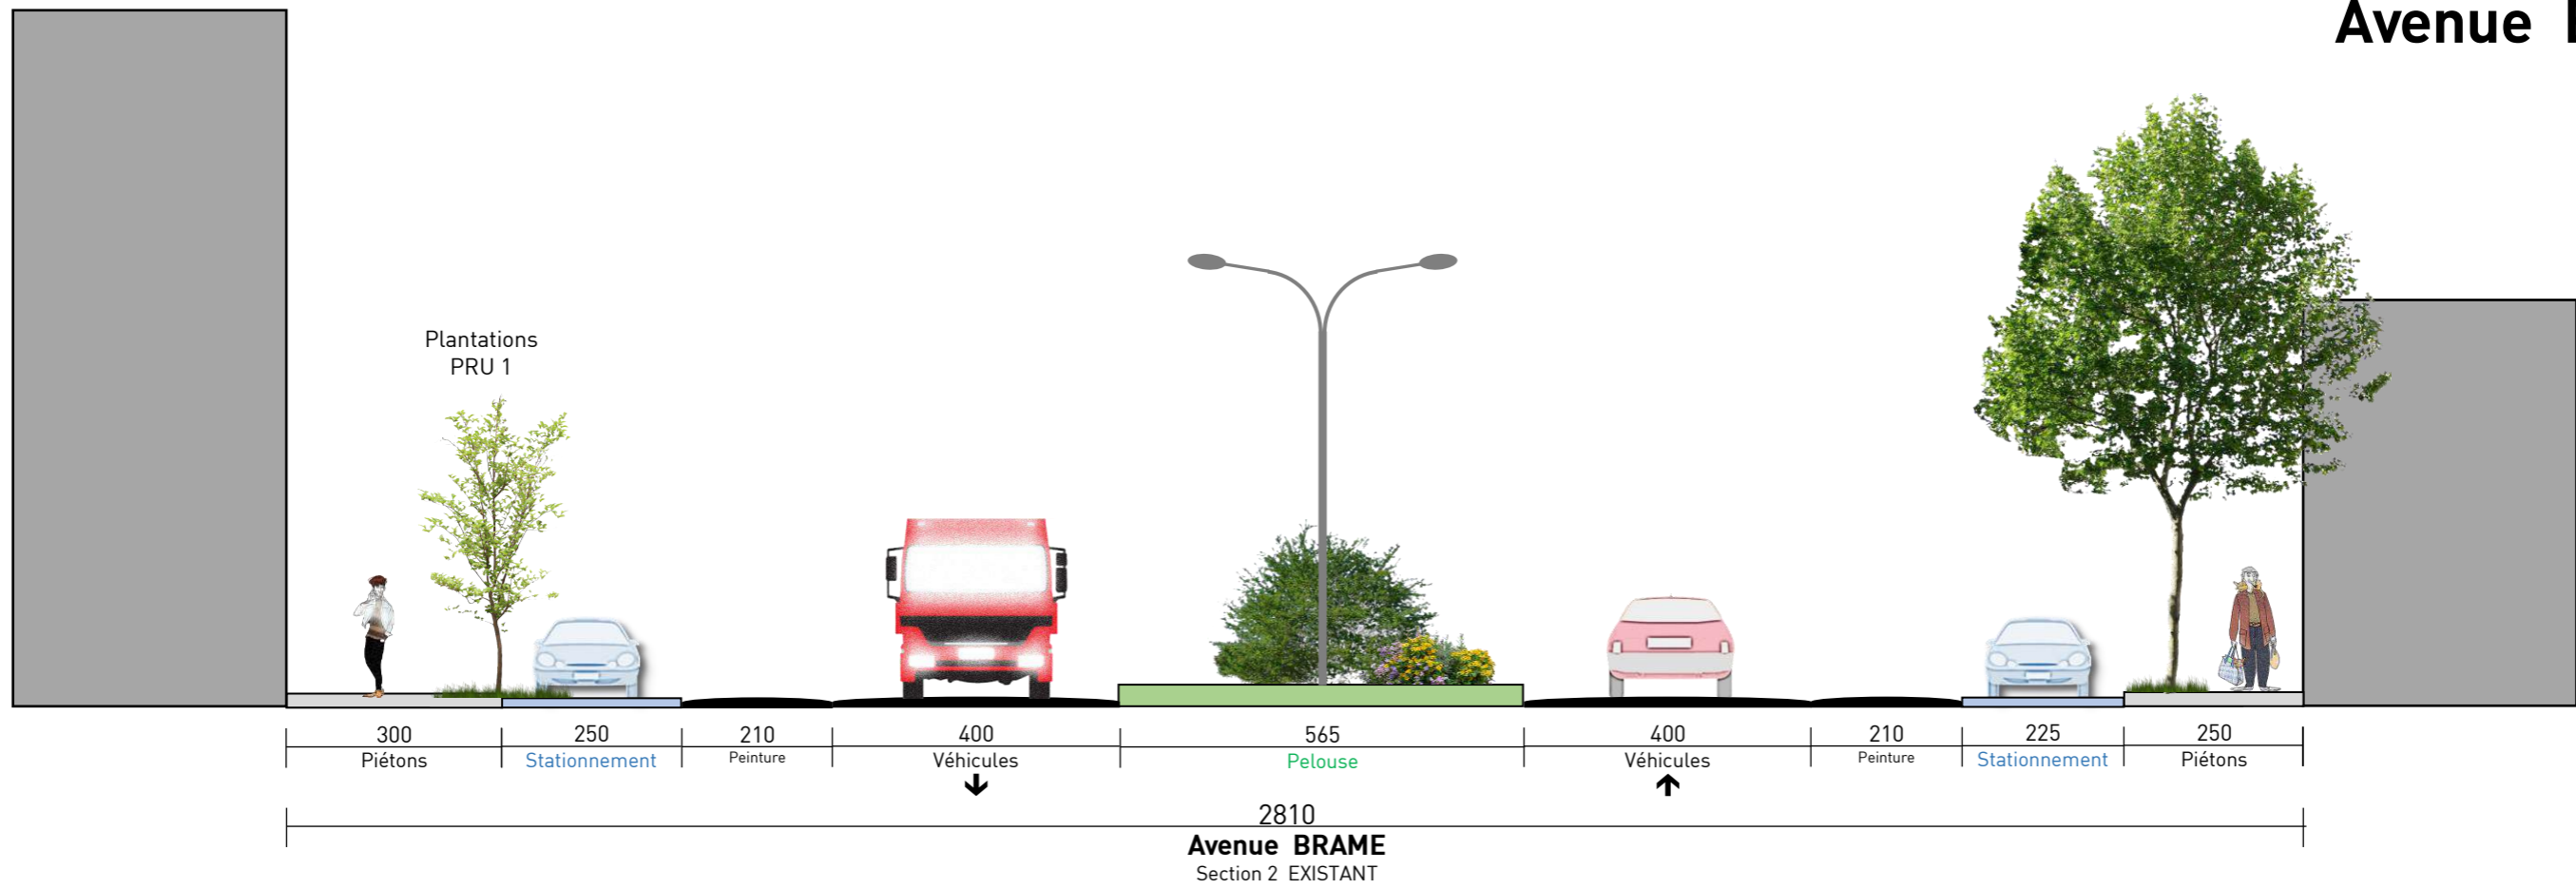 Avenue
Plantations
PRU 1
300 250 210 400 565 400 210 225 250
Piétons Stationnement Peinture Véhicules Pelouse Véhicules Peinture Stationnement Piétons
2810
Avenue BRAME
Section 2 EXISTANT